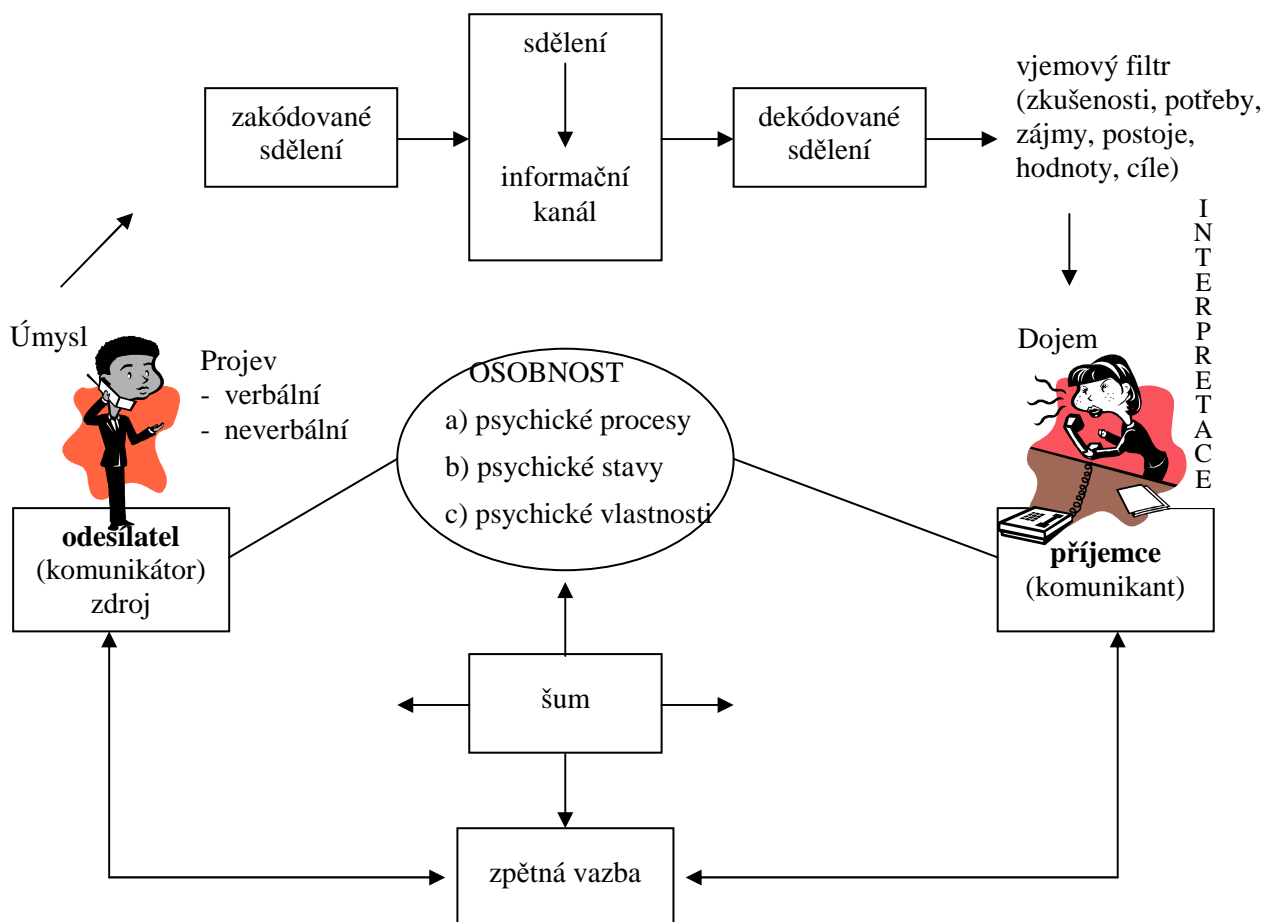 sdělení
informační
kanál
zakódované
sdělení
dekódované
sdělení
vjemový filtr
(zkušenosti, potřeby,
zájmy, postoje,
hodnoty, cíle)
INTERPRETACE
Úmysl
Projev
- verbální
- neverbální
OSOBNOST
a) psychické procesy
b) psychické stavy
c) psychické vlastnosti
Dojem
odesílatel
(komunikátor)
zdroj
příjemce
(komunikant)
šum
zpětná vazba